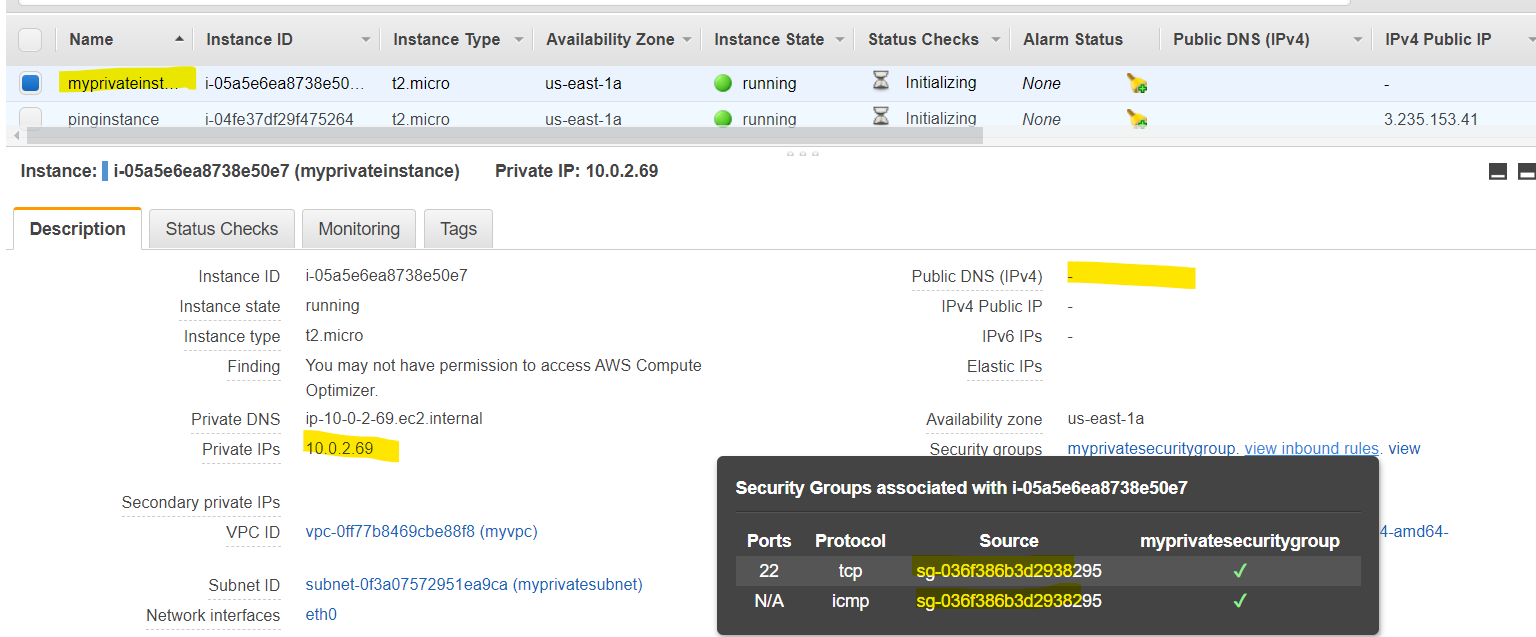 Name Instance ID Instance Type Availability Zone Instance State Status Checks Alarm Status Public DNS (IPv4) IPv4 Public IP
myprivateinst... i-05a5e6ea8738e50... t2.micro us-east-1a running Initializing None -
pinginstance i-04fe37df29f475264 t2.micro us-east-1a running Initializing None 3.235.153.41
Instance: i-05a5e6ea8738e50e7 (myprivateinstance) Private IP: 10.0.2.69
Description Status Checks Monitoring Tags
Instance ID i-05a5e6ea8738e50e7 Public DNS (IPv4) -
Instance state running IPv4 Public IP -
Instance type t2.micro IPv6 IPs -
Finding You may not have permission to access AWS Compute Elastic IPs
Optimizer.
Private DNS ip-10-0-2-69.ec2.internal Availability zone us-east-1a
Private IPs 10.0.2.69 Security groups myprivatesecuritygroup. view inbound rules. view
Security Groups associated with i-05a5e6ea8738e50e7
Secondary private IPs
VPC ID vpc-0ff77b8469cbe88f8 (myvpc) 4-amd64-
Ports Protocol Source myprivatesecuritygroup
22 tcp sg-036f386b3d2938295 ✓
Subnet ID subnet-0f3a07572951ea9ca (myprivatesubnet)
N/A icmp sg-036f386b3d2938295 ✓
Network interfaces eth0